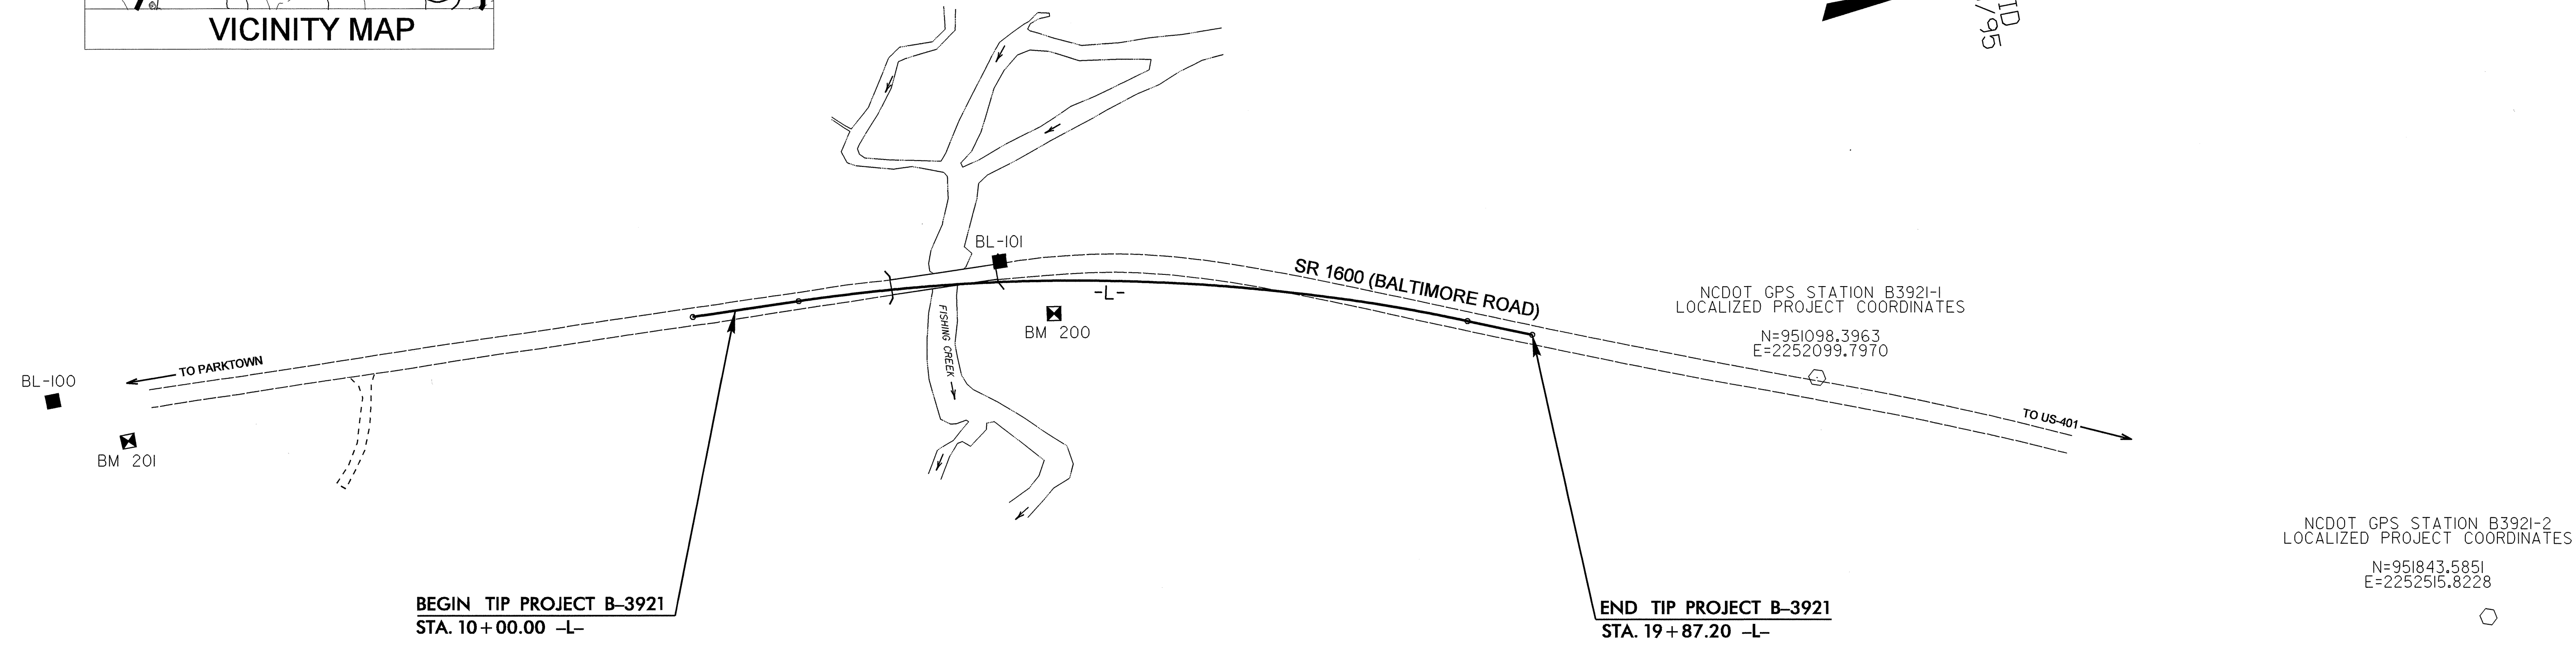 VICINITY MAP
ID
/95
BL-101
SR 1600 (BALTIMORE ROAD)
-L-
BM 200
FISHING CREEK
NCDOT GPS STATION B3921-1
LOCALIZED PROJECT COORDINATES
N=951098.3963
E=2252099.7970
TO PARKTOWN
BL-100
BM 201
TO US-401
NCDOT GPS STATION B3921-2
LOCALIZED PROJECT COORDINATES
N=951843.5851
E=2252515.8228
BEGIN TIP PROJECT B–3921
STA. 10+00.00 –L–
END TIP PROJECT B–3921
STA. 19+87.20 –L–